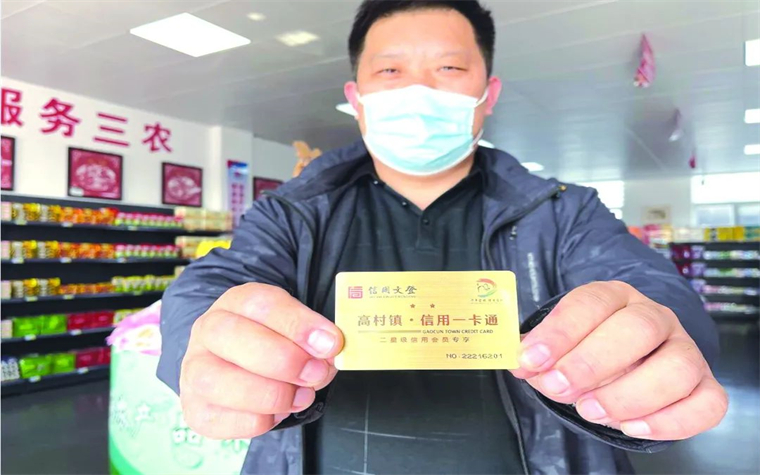 服务三农
信用文登
高村镇·信用一卡通
GAOCUN TOWN CREDIT CARD
二星级信用会员专享
NO.22216201